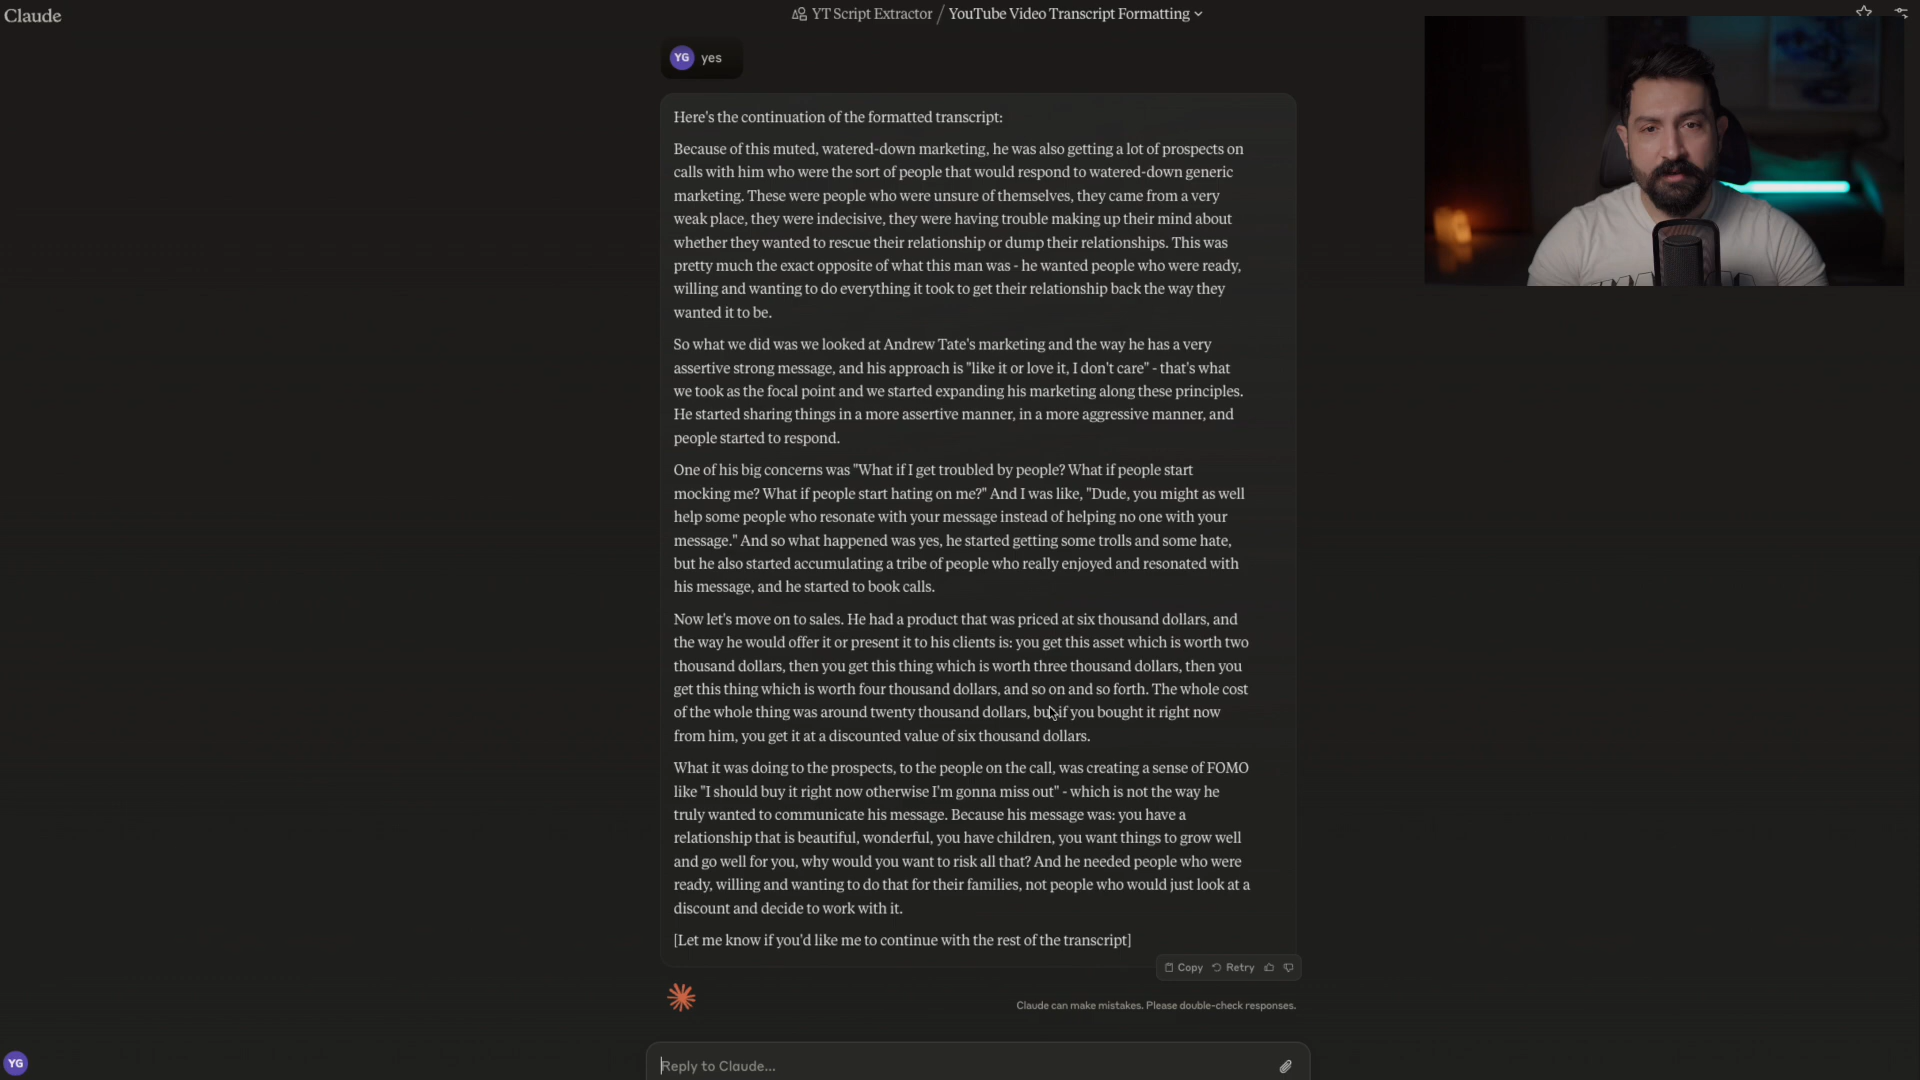 Claude
YT Script Extractor / YouTube Video Transcript Formatting
YG yes
Here's the continuation of the formatted transcript:
Because of this muted, watered-down marketing, he was also getting a lot of prospects on
calls with him who were the sort of people that would respond to watered-down generic
marketing. These were people who were unsure of themselves, they came from a very
weak place, they were indecisive, they were having trouble making up their mind about
whether they wanted to rescue their relationship or dump their relationships. This was
pretty much the exact opposite of what this man was - he wanted people who were ready,
willing and wanting to do everything it took to get their relationship back the way they
wanted it to be.
So what we did was we looked at Andrew Tate's marketing and the way he has a very
assertive strong message, and his approach is "like it or love it, I don't care" - that's what
we took as the focal point and we started expanding his marketing along these principles.
He started sharing things in a more assertive manner, in a more aggressive manner, and
people started to respond.
One of his big concerns was "What if I get troubled by people? What if people start
mocking me? What if people start hating on me?" And I was like, "Dude, you might as well
help some people who resonate with your message instead of helping no one with your
message." And so what happened was yes, he started getting some trolls and some hate,
but he also started accumulating a tribe of people who really enjoyed and resonated with
his message, and he started to book calls.
Now let's move on to sales. He had a product that was priced at six thousand dollars, and
the way he would offer it or present it to his clients is: you get this asset which is worth two
thousand dollars, then you get this thing which is worth three thousand dollars, then you
get this thing which is worth four thousand dollars, and so on and so forth. The whole cost
of the whole thing was around twenty thousand dollars, but if you bought it right now
from him, you get it at a discounted value of six thousand dollars.
What it was doing to the prospects, to the people on the call, was creating a sense of FOMO
like "I should buy it right now otherwise I'm gonna miss out" - which is not the way he
truly wanted to communicate his message. Because his message was: you have a
relationship that is beautiful, wonderful, you have children, you want things to grow well
and go well for you, why would you want to risk all that? And he needed people who were
ready, willing and wanting to do that for their families, not people who would just look at a
discount and decide to work with it.
[Let me know if you'd like me to continue with the rest of the transcript]
Copy Retry
Claude can make mistakes. Please double-check responses.
YG
Reply to Claude...